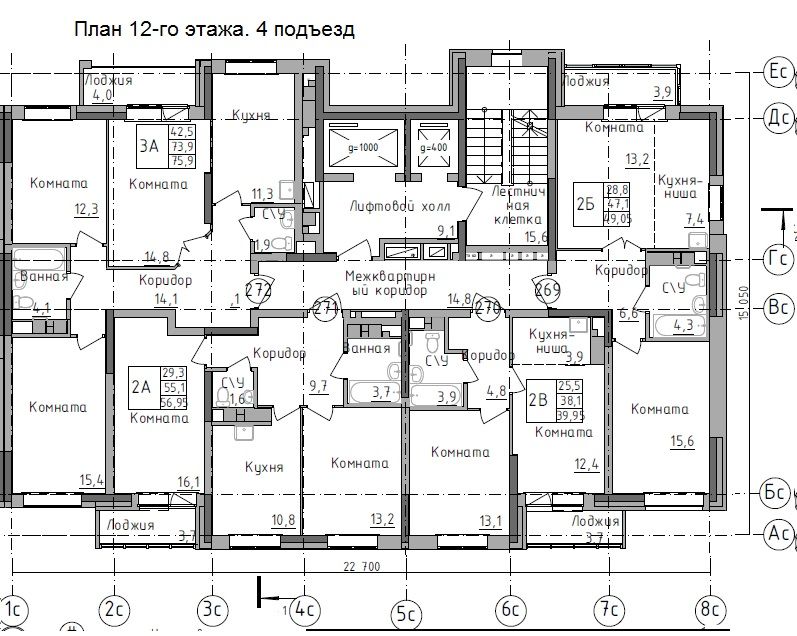 План 12-го этажа. 4 подъезд
Лоджия
4,0
Лоджия
3,9
Ес
Дс
Кухня
11,3
Комната
12,3
3А
42,5
73,9
75,9
Комната
14,8
g=1000
g=400
Лифтовой холл
9,1
Лестнич
ная
клетка
15,6
Комната
13,2
2Б
28,8
47,1
49,05
Кухня-
ниша
7,4
С/У
1,9
Ванная
4,1
Коридор
14,1
,1
272
271
Межквартирн
ый коридор
14,8
270
269
Коридор
6,6
С/У
4,3
Гс
Вс
15 050
Комната
15,4
2А
29,3
55,1
56,95
Комната
16,1
Коридор
9,7
С/У
1,6
Ванная
3,7
С/У
3,9
Коридор
4,8
Кухня-
ниша
3,9
2В
25,5
38,1
39,95
Комната
12,4
Комната
15,6
Кухня
10,8
Комната
13,2
Комната
13,1
Лоджия
3,7
Лоджия
3,7
Бс
Ас
22 700
1
1с
2с
3с
4с
5с
6с
7с
8с